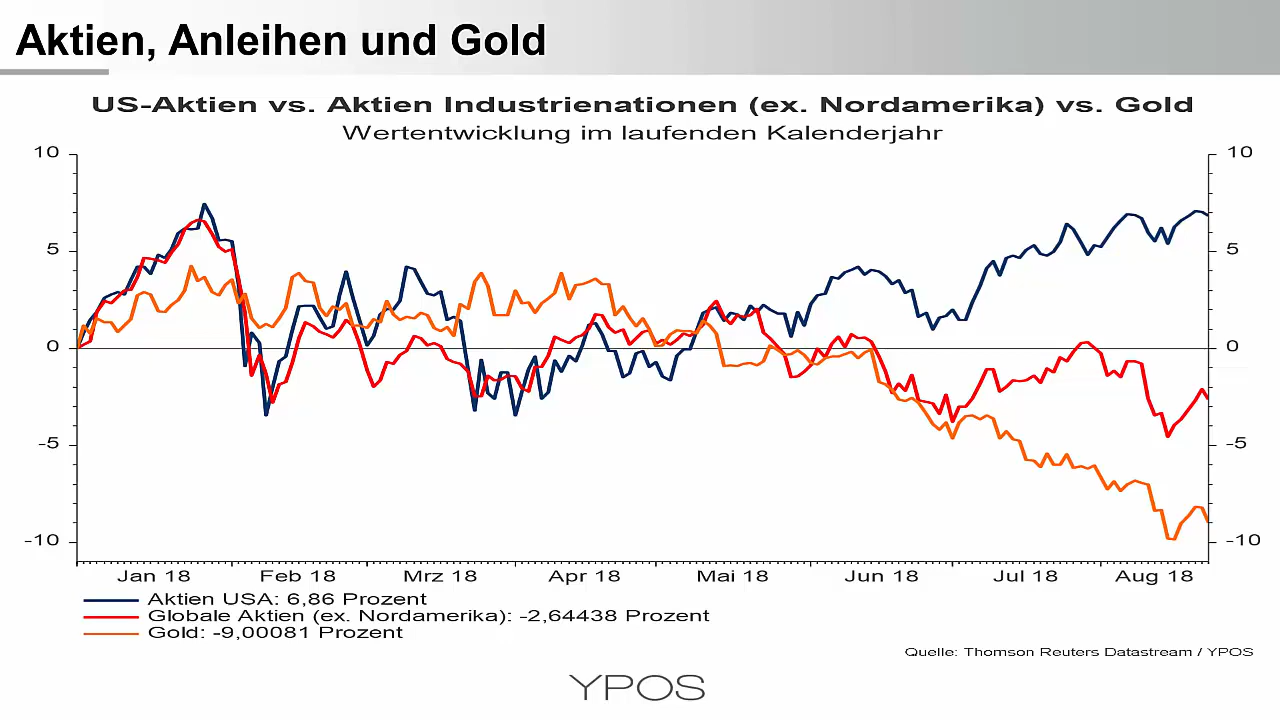 Aktien, Anleihen und Gold
US-Aktien vs. Aktien Industrienationen (ex. Nordamerika) vs. Gold
Wertentwicklung im laufenden Kalenderjahr
10 10
5 5
0 0
-5 -5
-10 -10
Jan 18 Feb 18 Mrz 18 Apr 18 Mai 18 Jun 18 Jul 18 Aug 18
Aktien USA: 6,86 Prozent
Globale Aktien (ex. Nordamerika): -2,64438 Prozent
Gold: -9,00081 Prozent
Quelle: Thomson Reuters Datastream / YPOS
YPOS